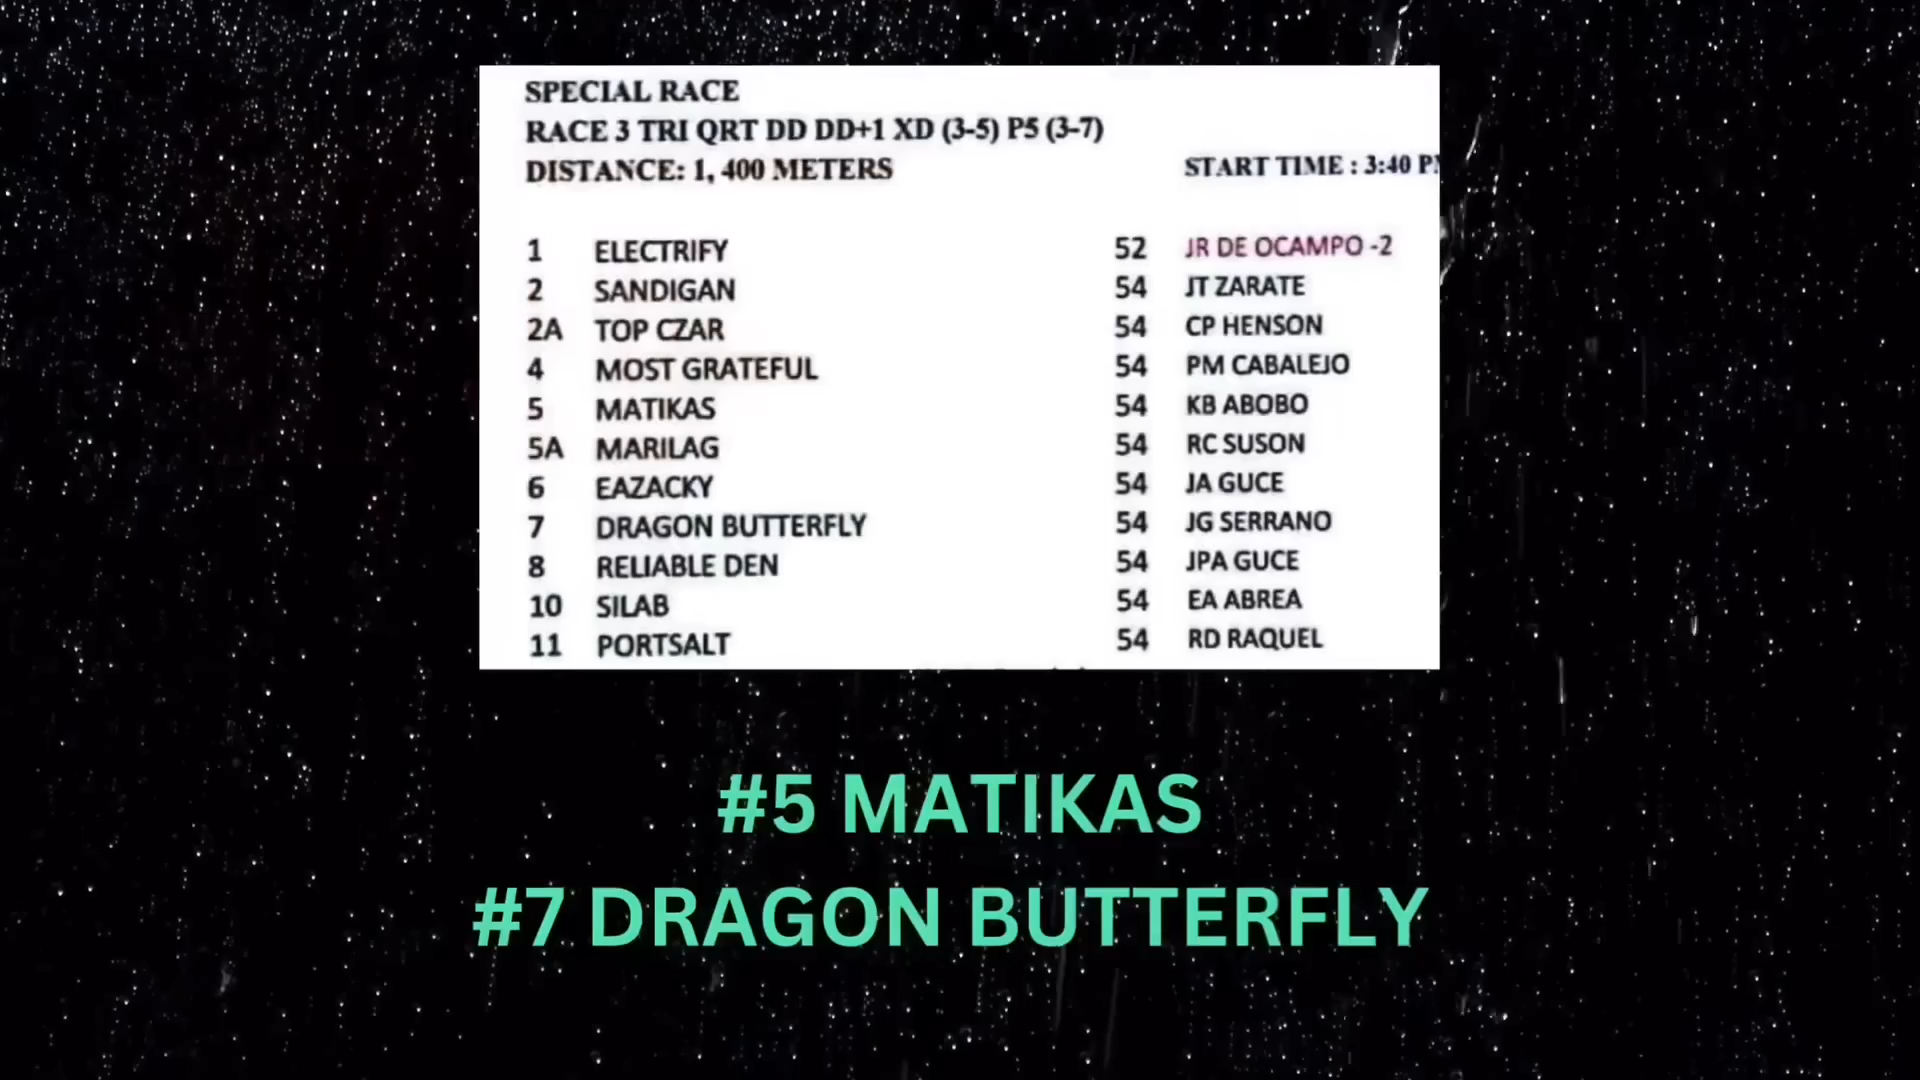 SPECIAL RACE
RACE 3 TRI QRT DD DD+1 XD (3-5) P5 (3-7)
DISTANCE: 1, 400 METERS START TIME : 3:40 P
1 ELECTRIFY 52 JR DE OCAMPO -2
2 SANDIGAN 54 JT ZARATE
2A TOP CZAR 54 CP HENSON
4 MOST GRATEFUL 54 PM CABALEJO
5 MATIKAS 54 KB ABOBO
5A MARILAG 54 RC SUSON
6 EAZACKY 54 JA GUCE
7 DRAGON BUTTERFLY 54 JG SERRANO
8 RELIABLE DEN 54 JPA GUCE
10 SILAB 54 EA ABREA
11 PORTSALT 54 RD RAQUEL
#5 MATIKAS
#7 DRAGON BUTTERFLY